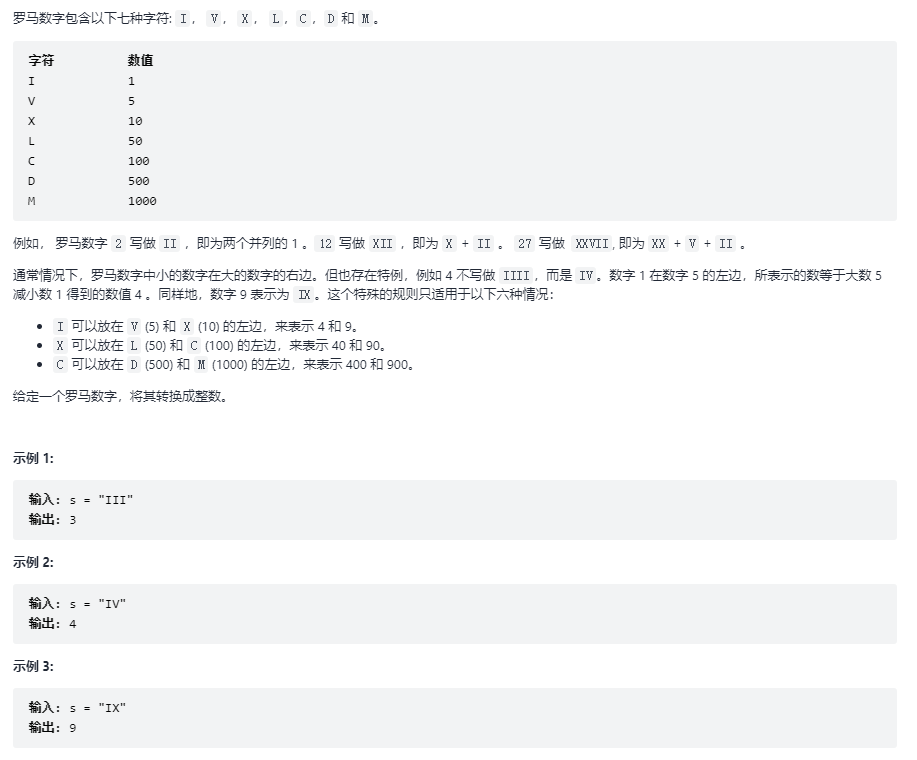 罗马数字包含以下七种字符: I， V， X， L，C，D 和 M。
字符 数值
I 1
V 5
X 10
L 50
C 100
D 500
M 1000
例如， 罗马数字 2 写做 II ，即为两个并列的 1 。12 写做 XII ，即为 X + II 。 27 写做  XXVII, 即为 XX + V + II 。
通常情况下，罗马数字中小的数字在大的数字的右边。但也存在特例，例如 4 不写做 IIII，而是 IV。数字 1 在数字 5 的左边，所表示的数等于大数 5
减小数 1 得到的数值 4 。同样地，数字 9 表示为 IX。这个特殊的规则只适用于以下六种情况：
• I 可以放在 V (5) 和 X (10) 的左边，来表示 4 和 9。
• X 可以放在 L (50) 和 C (100) 的左边，来表示 40 和 90。
• C 可以放在 D (500) 和 M (1000) 的左边，来表示 400 和 900。
给定一个罗马数字，将其转换成整数。
示例 1:
输入: s = "III"
输出: 3
示例 2:
输入: s = "IV"
输出: 4
示例 3:
输入: s = "IX"
输出: 9